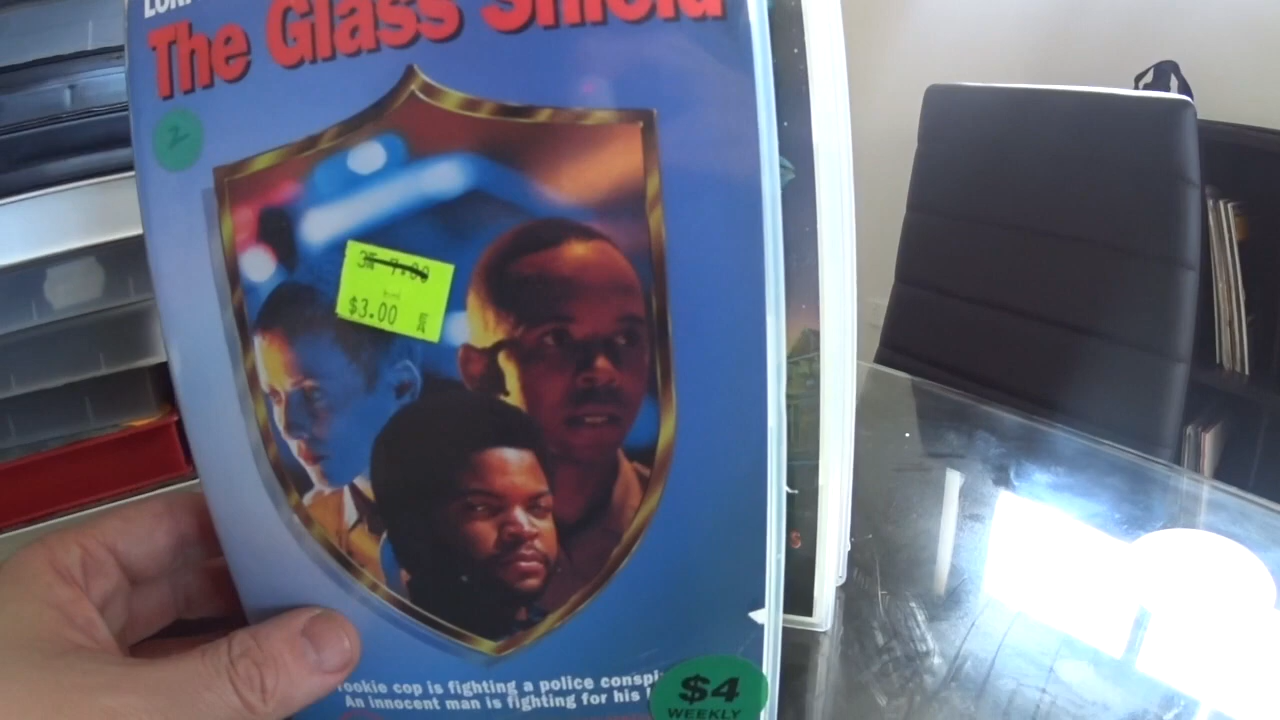 The Glass Shield
2
$3.00
rookie cop is fighting a police
An innocent man is fighting for his
$4
WEEKLY